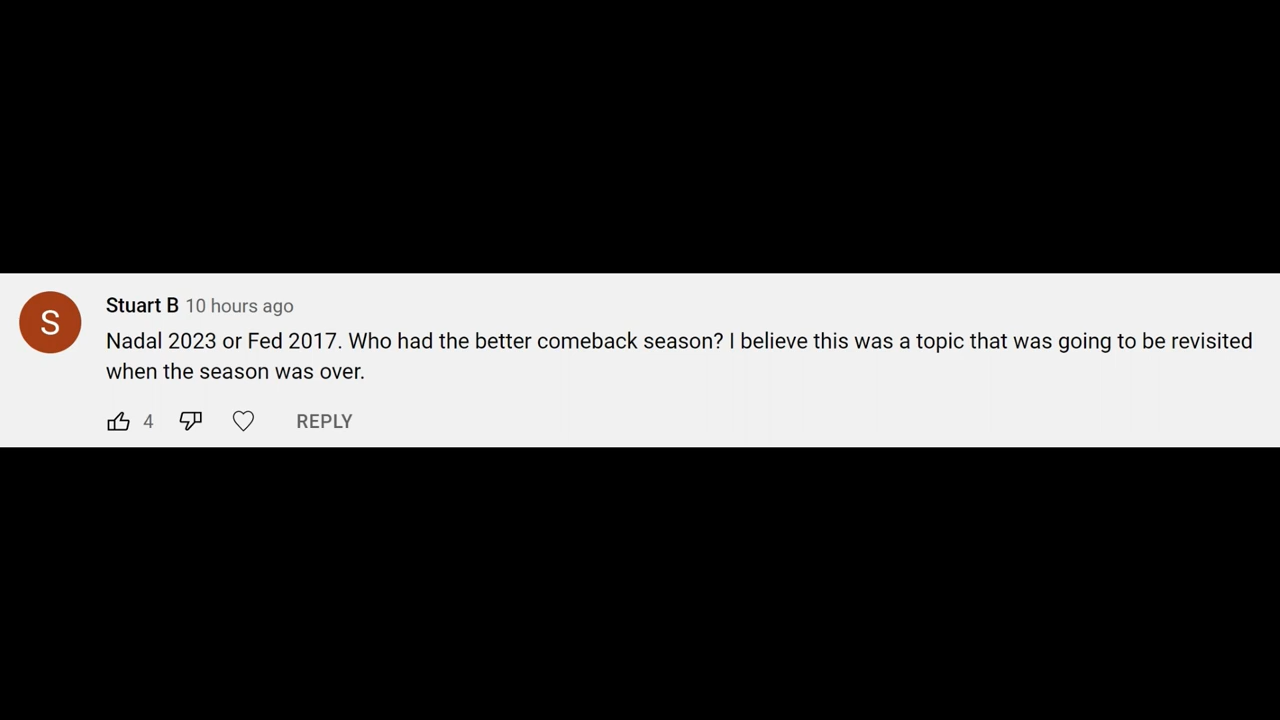 S
Stuart B 10 hours ago
Nadal 2023 or Fed 2017. Who had the better comeback season? I believe this was a topic that was going to be revisited
when the season was over.
4 REPLY